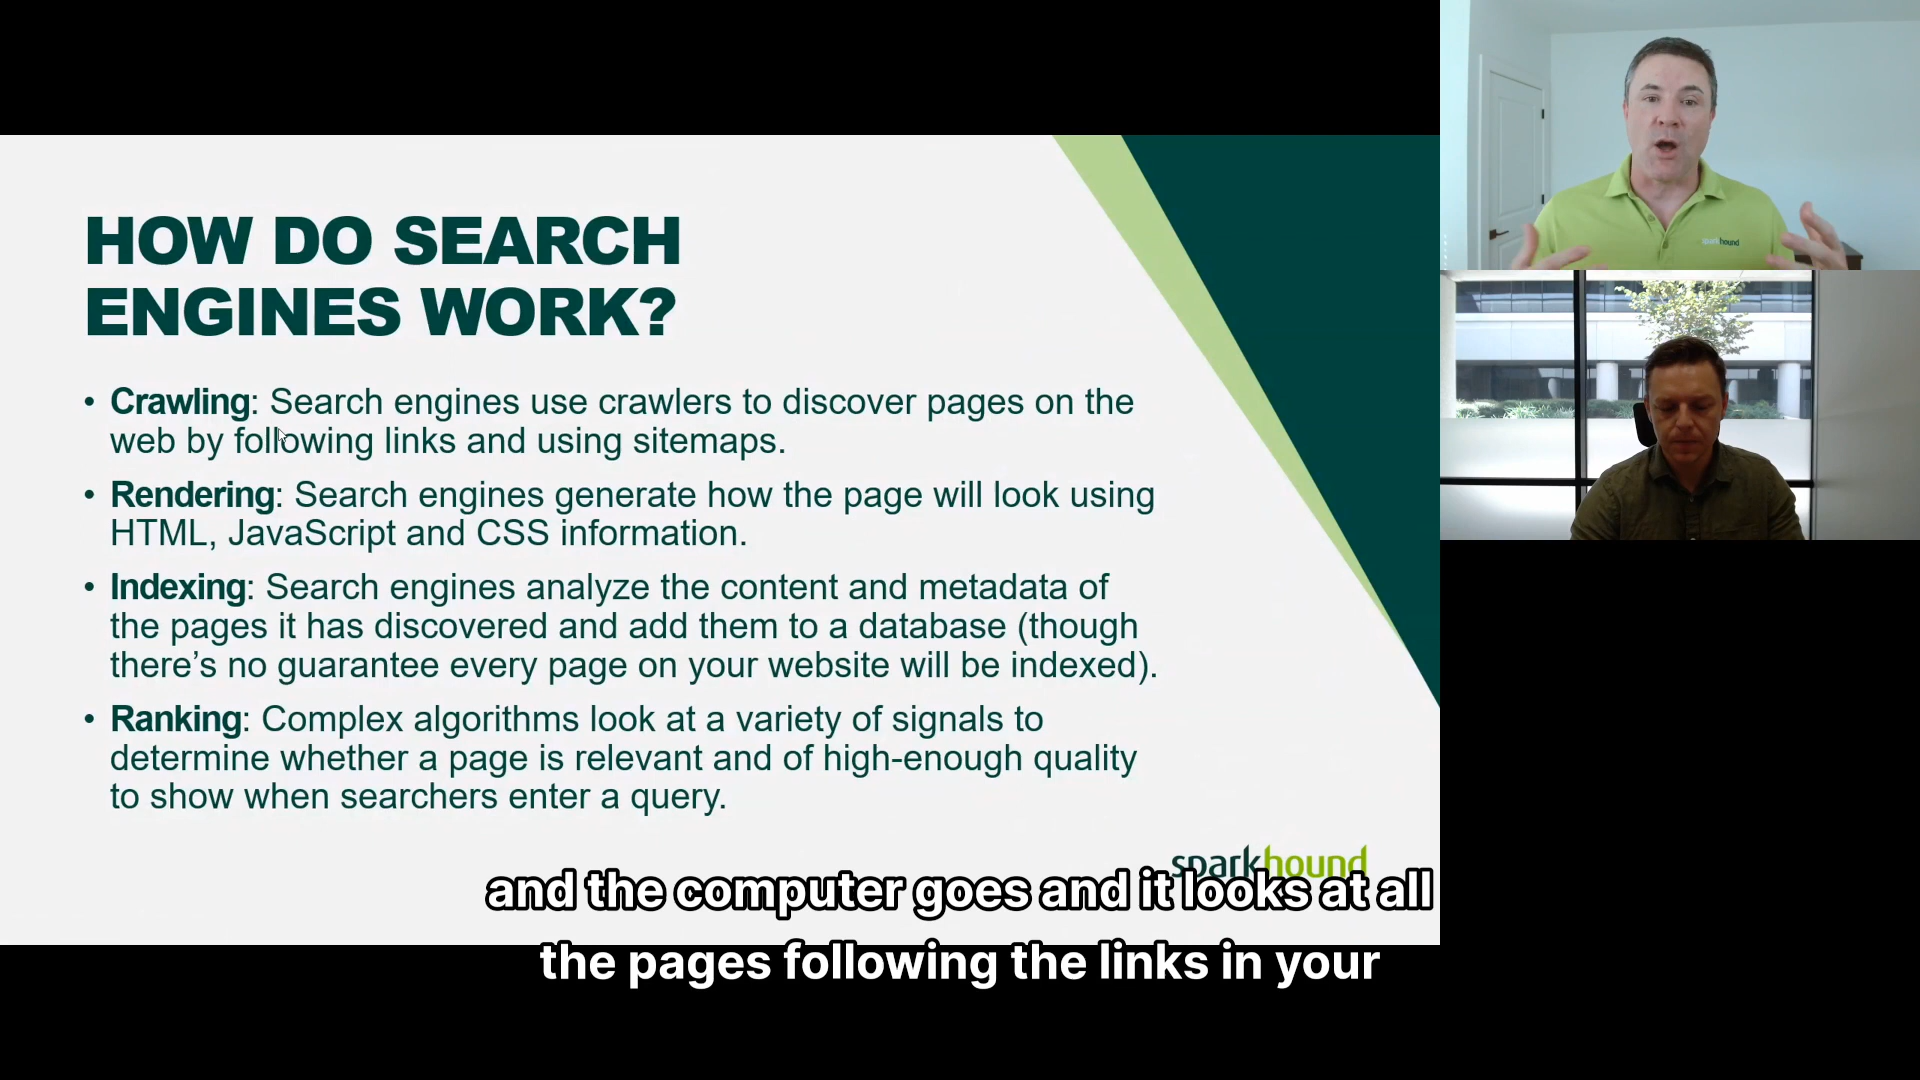 HOW DO SEARCH
ENGINES WORK?
• Crawling: Search engines use crawlers to discover pages on the
web by following links and using sitemaps.
• Rendering: Search engines generate how the page will look using
HTML, JavaScript and CSS information.
• Indexing: Search engines analyze the content and metadata of
the pages it has discovered and add them to a database (though
there’s no guarantee every page on your website will be indexed).
• Ranking: Complex algorithms look at a variety of signals to
determine whether a page is relevant and of high-enough quality
to show when searchers enter a query.
sparkhound
and the computer goes and it looks at all
the pages following the links in your
sparkhound